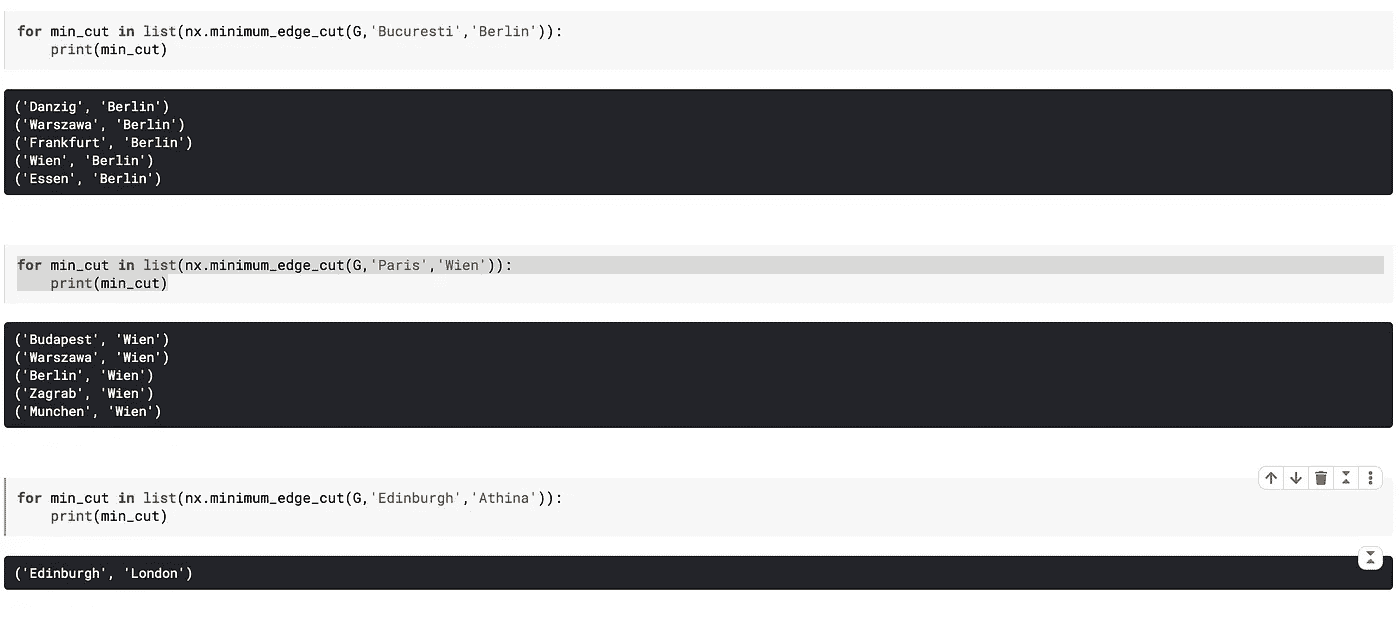 for min_cut in list(nx.minimum_edge_cut(G,'Bucuresti','Berlin')):
    print(min_cut)
('Danzig', 'Berlin')
('Warszawa', 'Berlin')
('Frankfurt', 'Berlin')
('Wien', 'Berlin')
('Essen', 'Berlin')
for min_cut in list(nx.minimum_edge_cut(G,'Paris','Wien')):
    print(min_cut)
('Budapest', 'Wien')
('Warszawa', 'Wien')
('Berlin', 'Wien')
('Zagrab', 'Wien')
('Munchen', 'Wien')
for min_cut in list(nx.minimum_edge_cut(G,'Edinburgh','Athina')):
    print(min_cut)
('Edinburgh', 'London')